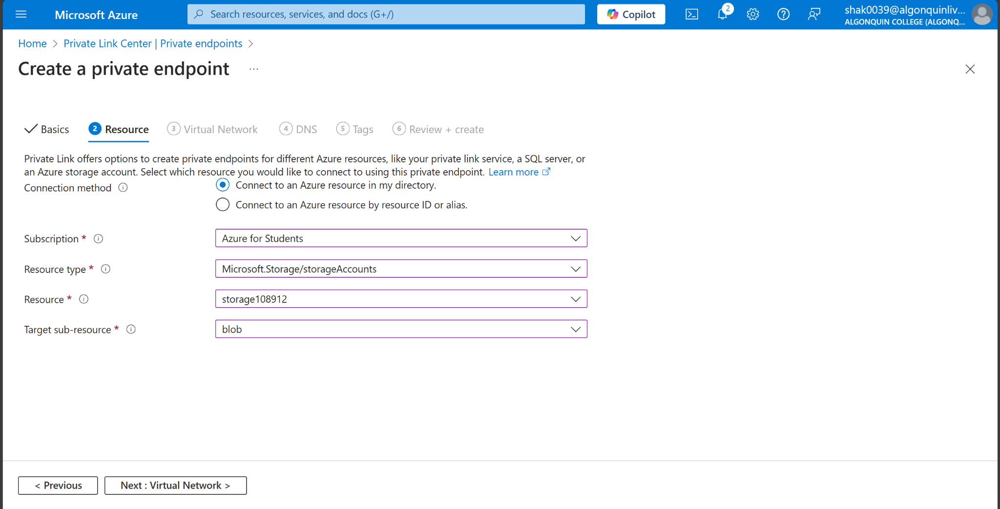 Microsoft Azure
Search resources, services, and docs (G+/)
Copilot
2
shak0039@algonquinliv...
ALGONQUIN COLLEGE (ALGONQ...
Home > Private Link Center | Private endpoints >
Create a private endpoint ...
Basics
2 Resource
3 Virtual Network
4 DNS
5 Tags
6 Review + create
Private Link offers options to create private endpoints for different Azure resources, like your private link service, a SQL server, or
an Azure storage account. Select which resource you would like to connect to using this private endpoint. Learn more
Connection method
Connect to an Azure resource in my directory.
Connect to an Azure resource by resource ID or alias.
Subscription *
Azure for Students
Resource type *
Microsoft.Storage/storageAccounts
Resource *
storage108912
Target sub-resource *
blob
< Previous
Next : Virtual Network >